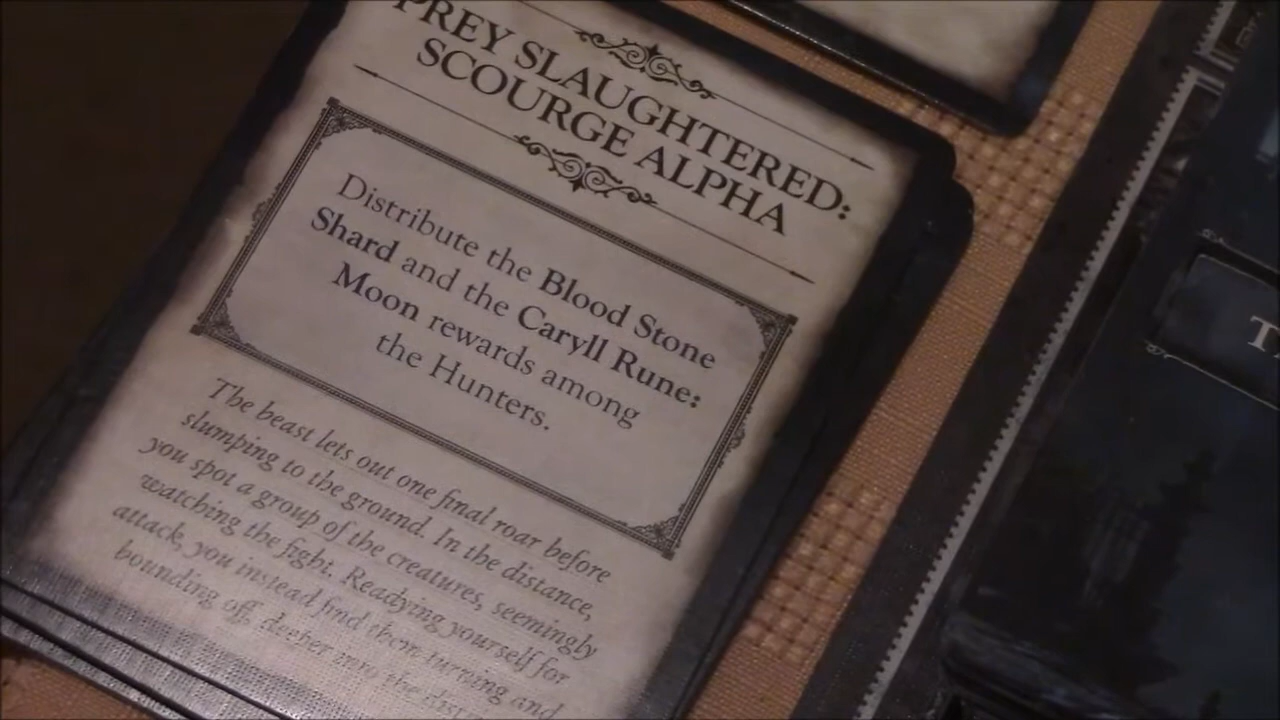 PREY SLAUGHTERED:
SCOURGE ALPHA
Distribute the Blood Stone
Shard and the Caryll Rune:
Moon rewards among
the Hunters.
The beast lets out one final roar before
slumping to the ground. In the distance,
you spot a group of the creatures, seemingly
watching the fight. Readying yourself for
attack, you instead find them turning and
bounding off, deeper into the